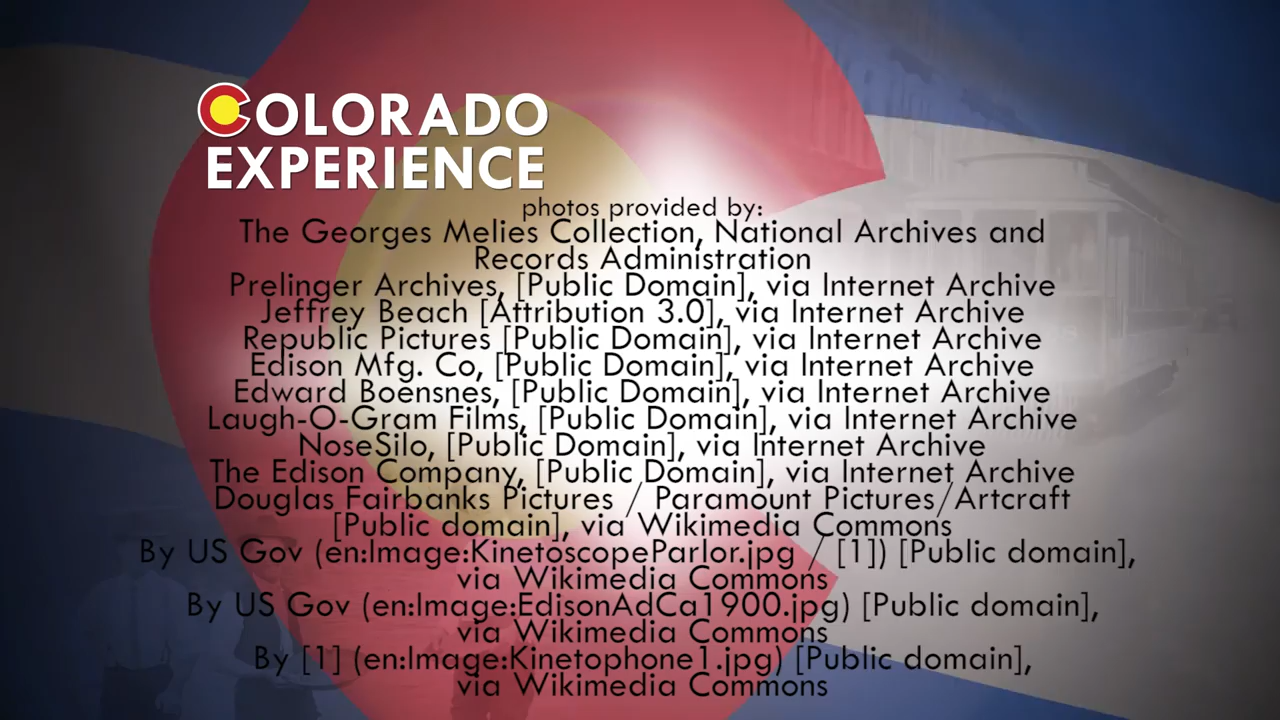 COLORADO
EXPERIENCE
photos provided by:
The Georges Melies Collection, National Archives and
Records Administration
Prelinger Archives, [Public Domain], via Internet Archive
Jeffrey Beach [Attribution 3.0], via Internet Archive
Republic Pictures [Public Domain], via Internet Archive
Edison Mfg. Co, [Public Domain], via Internet Archive
Edward Boensnes, [Public Domain], via Internet Archive
Laugh-O-Gram Films, [Public Domain], via Internet Archive
NoseSilo, [Public Domain], via Internet Archive
The Edison Company, [Public Domain], via Internet Archive
Douglas Fairbanks Pictures / Paramount Pictures/Artcraft
[Public domain], via Wikimedia Commons
By US Gov (en:Image:KinetoscopeParlor.jpg / [1]) [Public domain],
via Wikimedia Commons
By US Gov (en:Image:EdisonAdCa1900.jpg) [Public domain],
via Wikimedia Commons
By [1] (en:Image:Kinetophone1.jpg) [Public domain],
via Wikimedia Commons